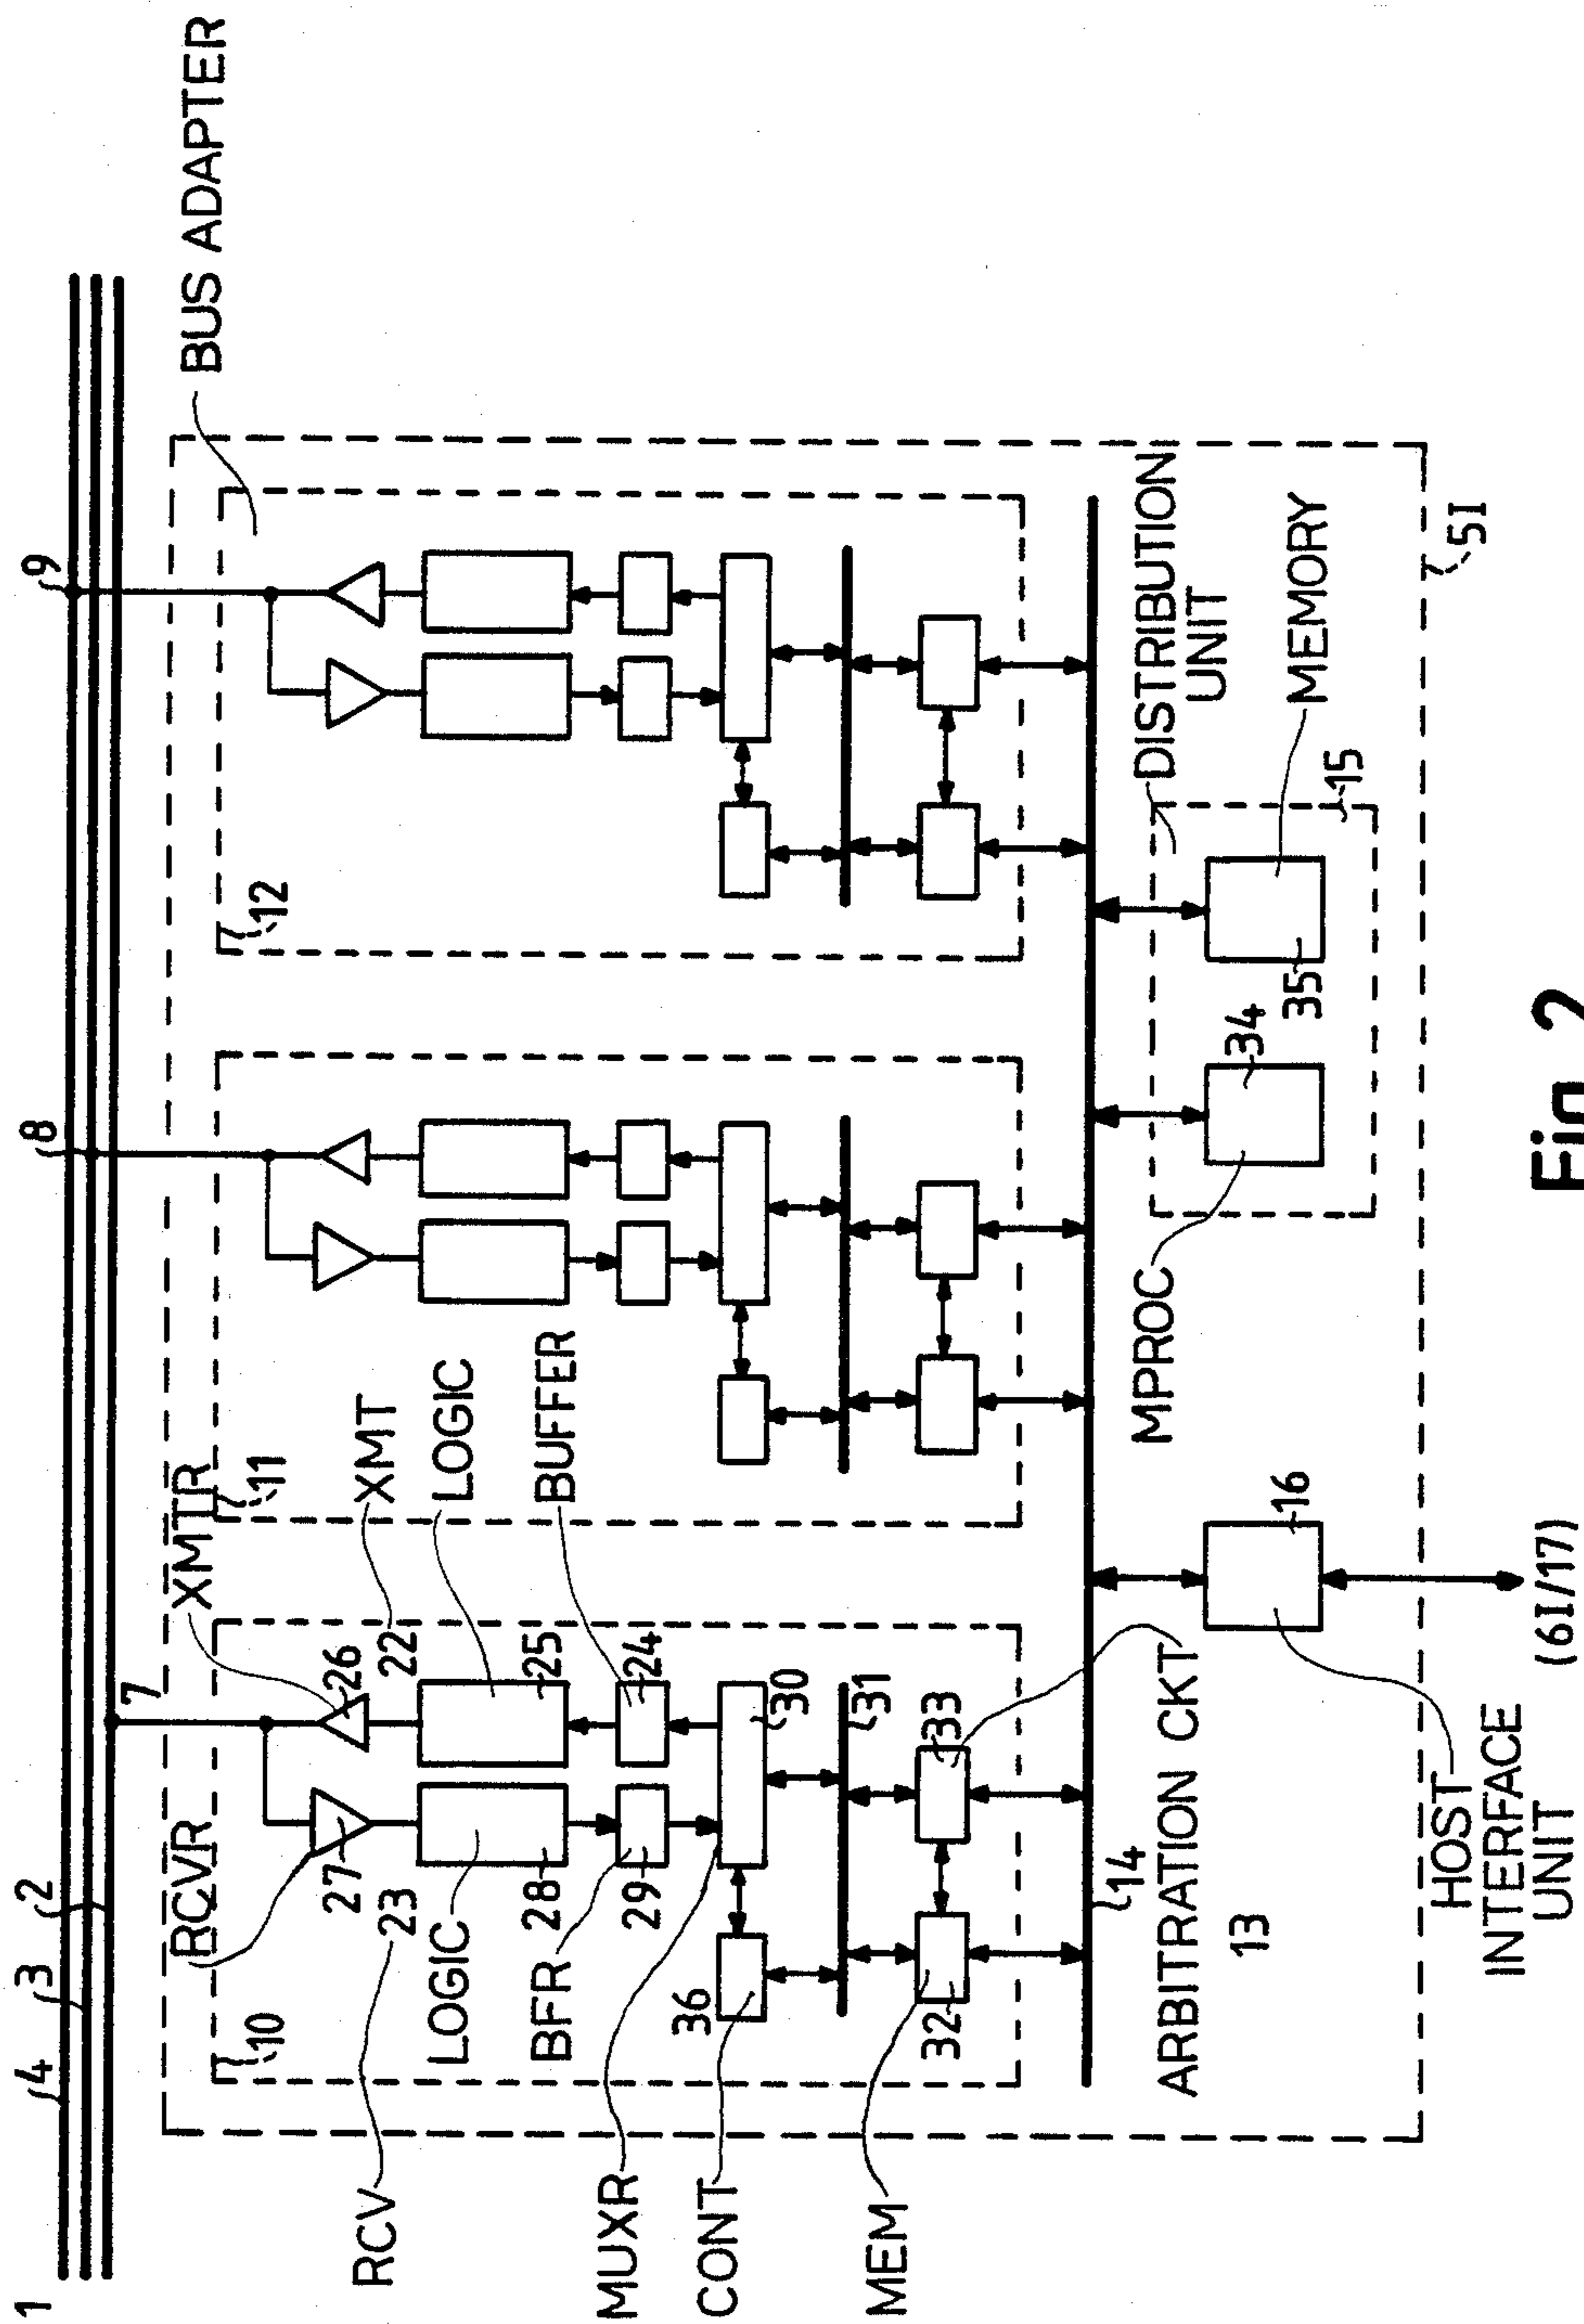 1
4
3
2
7
8
9
RCVR
XMTR
BUS ADAPTER
10
11
12
27
26
RCV
23
22
XMT
LOGIC
LOGIC
28
25
BFR
BUFFER
29
24
MUXR
36
30
CONT
31
MEM
32
33
14
ARBITRATION CKT
MPROC
DISTRIBUTION
UNIT
13
34
35
MEMORY
16
15
HOST
INTERFACE
UNIT
5I
(6I/17)
Fig. 2